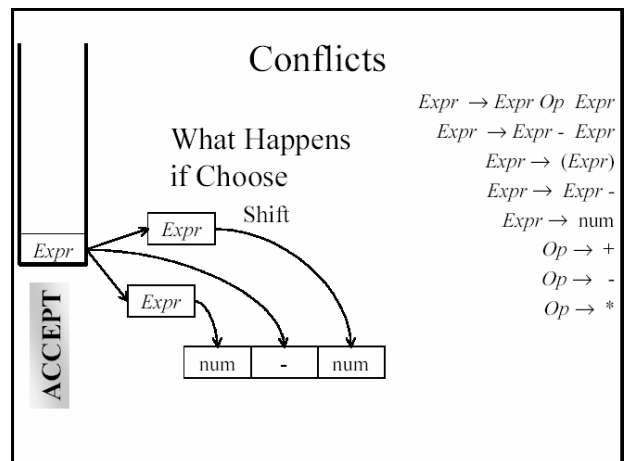 Conflicts
Expr → Expr Op Expr
Expr → Expr - Expr
Expr → (Expr)
Expr → Expr -
Expr → num
Op → +
Op → -
Op → *
What Happens
if Choose
Shift
Expr
Expr
Expr
ACCEPT
num - num